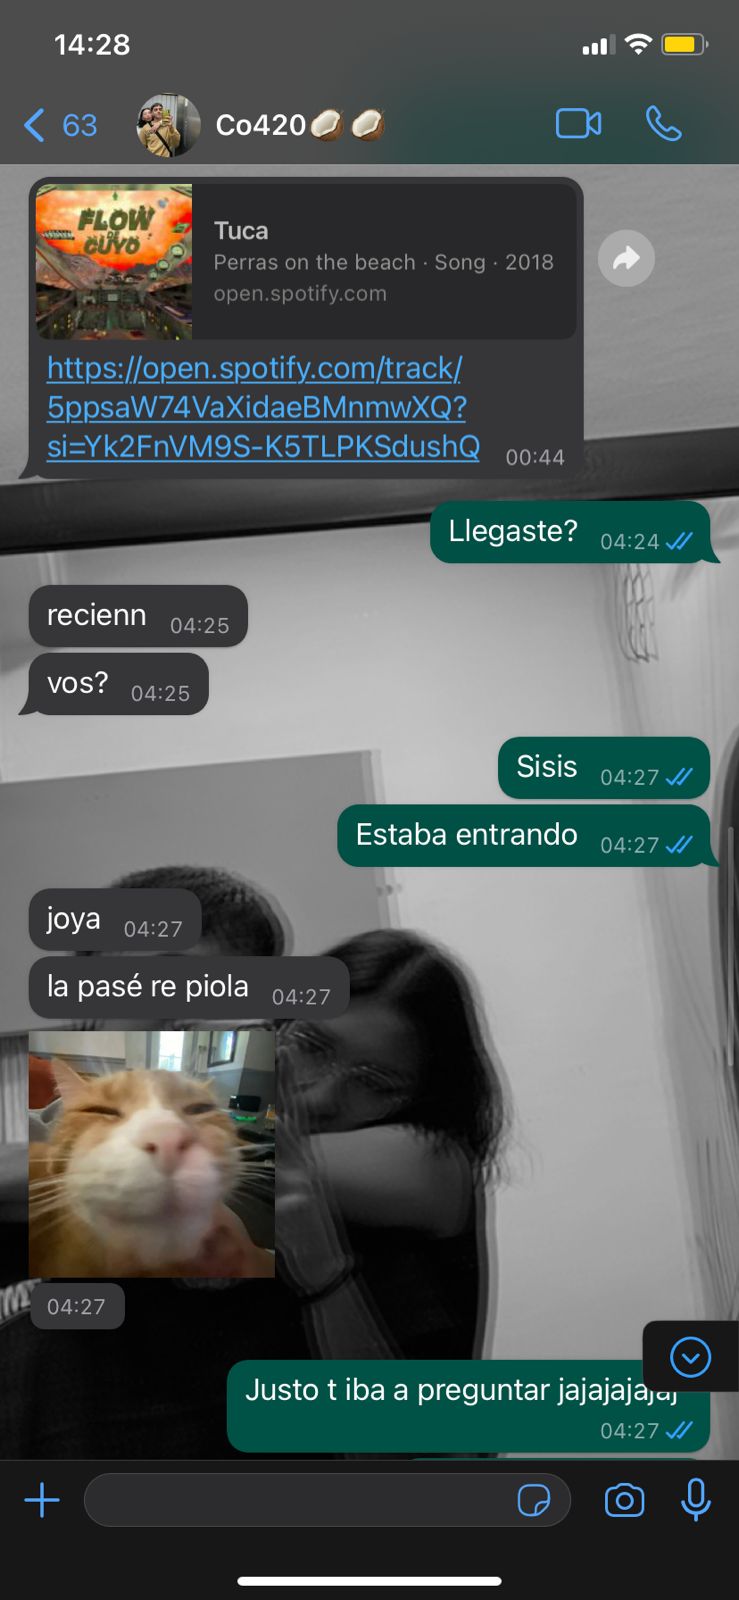 14:28
63
Co420🥥🥥
FLOW
DE
CUYO
Tuca
Perras on the beach · Song · 2018
open.spotify.com
https://open.spotify.com/track/
5ppsaW74VaXidaeBMnmwXQ?
si=Yk2FnVM9S-K5TLPKSdushQ
00:44
Llegaste? 04:24
recienn 04:25
vos? 04:25
Sisis 04:27
Estaba entrando 04:27
joya 04:27
la pasé re piola 04:27
04:27
Justo t iba a preguntar jajajajajaj
04:27